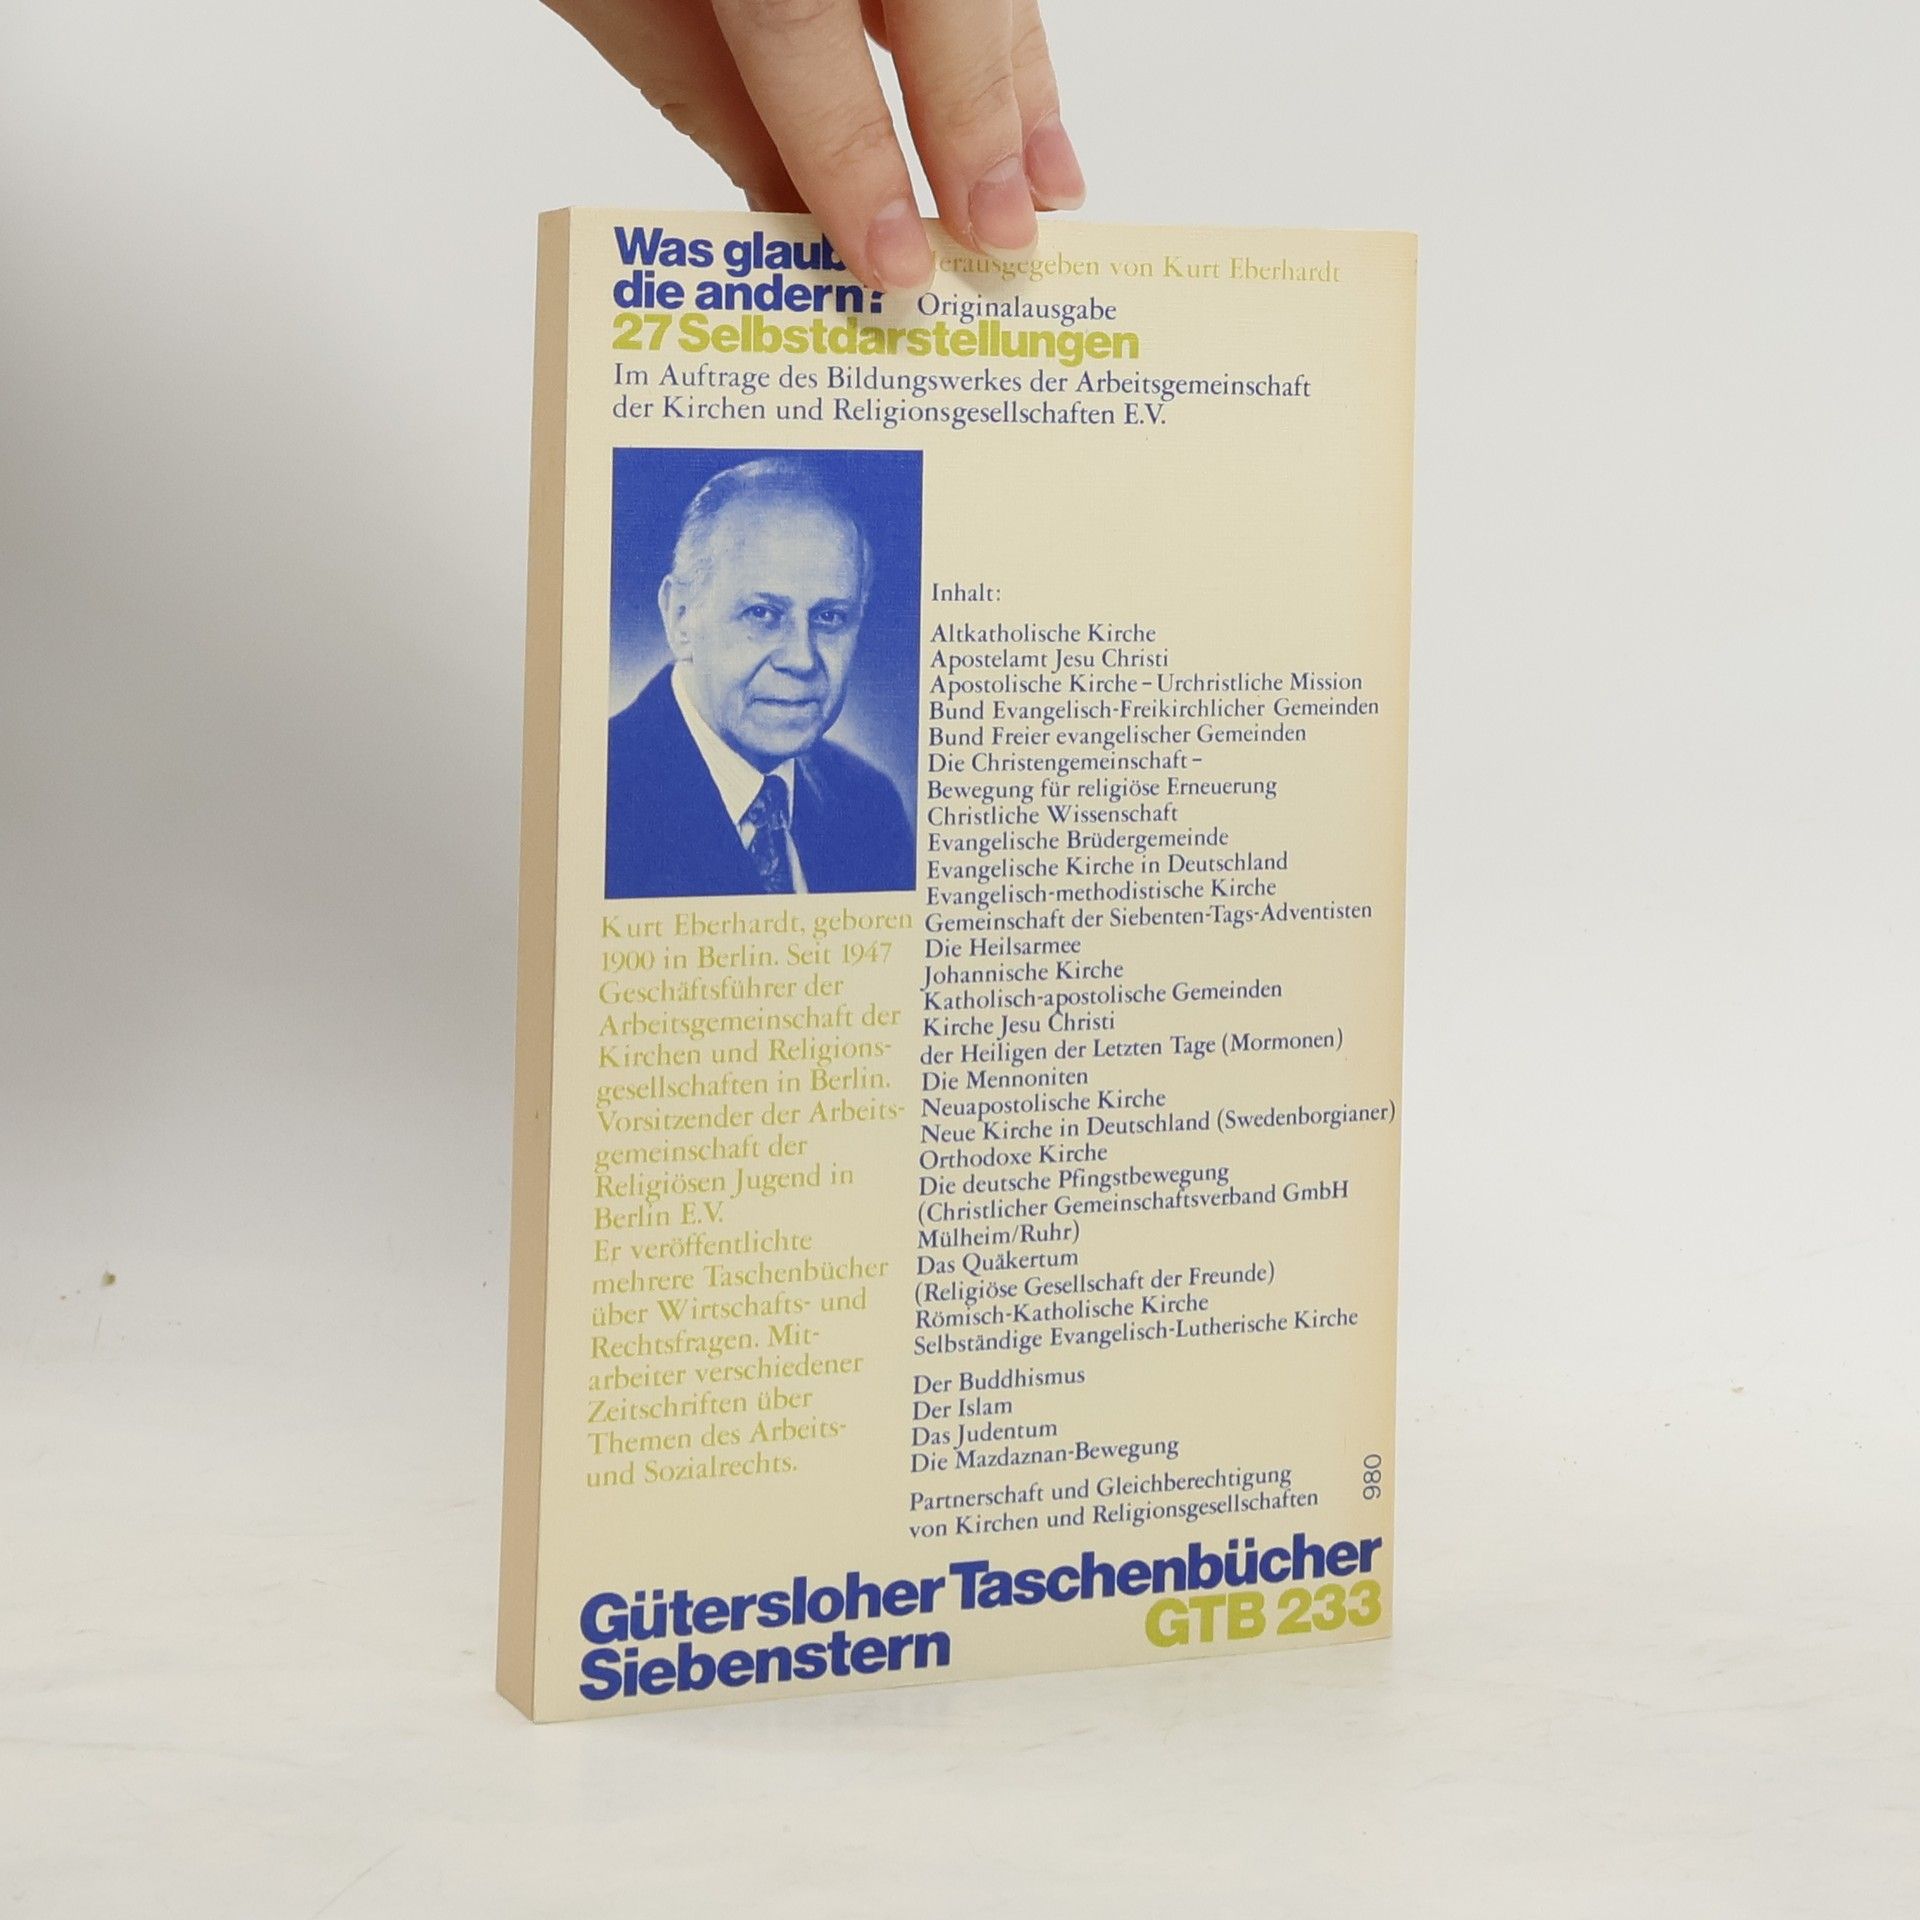 Was glaub
die andern?
Herausgegeben von Kurt Eberhardt
Originalausgabe
27 Selbstdarstellungen
Im Auftrage des Bildungswerkes der Arbeitsgemeinschaft
der Kirchen und Religionsgesellschaften E.V.
Kurt Eberhardt, geboren
1900 in Berlin. Seit 1947
Geschäftsführer der
Arbeitsgemeinschaft der
Kirchen und Religions-
gesellschaften in Berlin.
Vorsitzender der Arbeits-
gemeinschaft der
Religiösen Jugend in
Berlin E.V.
Er veröffentlichte
mehrere Taschenbücher
über Wirtschafts- und
Rechtsfragen. Mit-
arbeiter verschiedener
Zeitschriften über
Themen des Arbeits-
und Sozialrechts.
Inhalt:
Altkatholische Kirche
Apostelamt Jesu Christi
Apostolische Kirche – Urchristliche Mission
Bund Evangelisch-Freikirchlicher Gemeinden
Bund Freier evangelischer Gemeinden
Die Christengemeinschaft –
Bewegung für religiöse Erneuerung
Christliche Wissenschaft
Evangelische Brüdergemeinde
Evangelische Kirche in Deutschland
Evangelisch-methodistische Kirche
Gemeinschaft der Siebenten-Tags-Adventisten
Die Heilsarmee
Johannische Kirche
Katholisch-apostolische Gemeinden
Kirche Jesu Christi
der Heiligen der Letzten Tage (Mormonen)
Die Mennoniten
Neuapostolische Kirche
Neue Kirche in Deutschland (Swedenborgianer)
Orthodoxe Kirche
Die deutsche Pfingstbewegung
(Christlicher Gemeinschaftsverband GmbH
Mülheim/Ruhr)
Das Quäkertum
(Religiöse Gesellschaft der Freunde)
Römisch-Katholische Kirche
Selbständige Evangelisch-Lutherische Kirche
Der Buddhismus
Der Islam
Das Judentum
Die Mazdaznan-Bewegung
Partnerschaft und Gleichberechtigung
von Kirchen und Religionsgesellschaften
980
Gütersloher Taschenbücher
Siebenstern
GTB 233